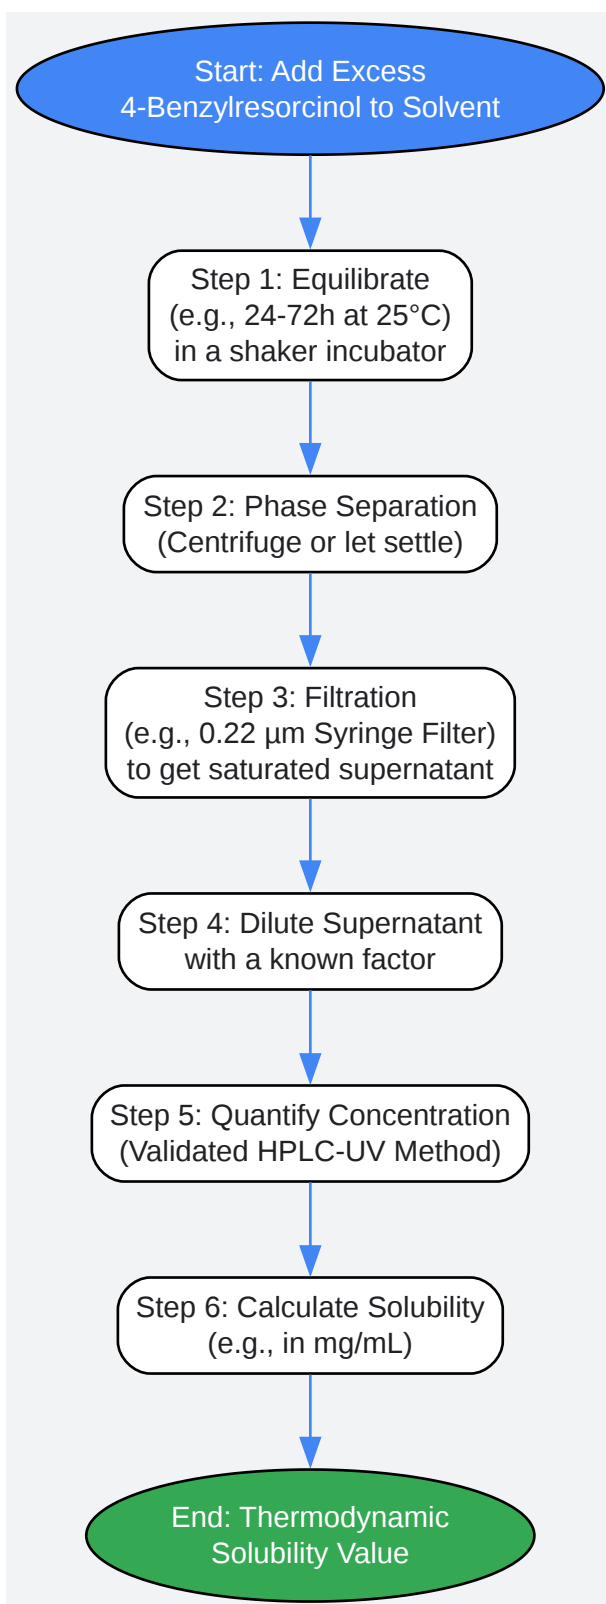 Start: Add Excess
4-Benzylresorcinol to Solvent
Step 1: Equilibrate
(e.g., 24-72h at 25°C)
in a shaker incubator
Step 2: Phase Separation
(Centrifuge or let settle)
Step 3: Filtration
(e.g., 0.22 µm Syringe Filter)
to get saturated supernatant
Step 4: Dilute Supernatant
with a known factor
Step 5: Quantify Concentration
(Validated HPLC-UV Method)
Step 6: Calculate Solubility
(e.g., in mg/mL)
End: Thermodynamic
Solubility Value